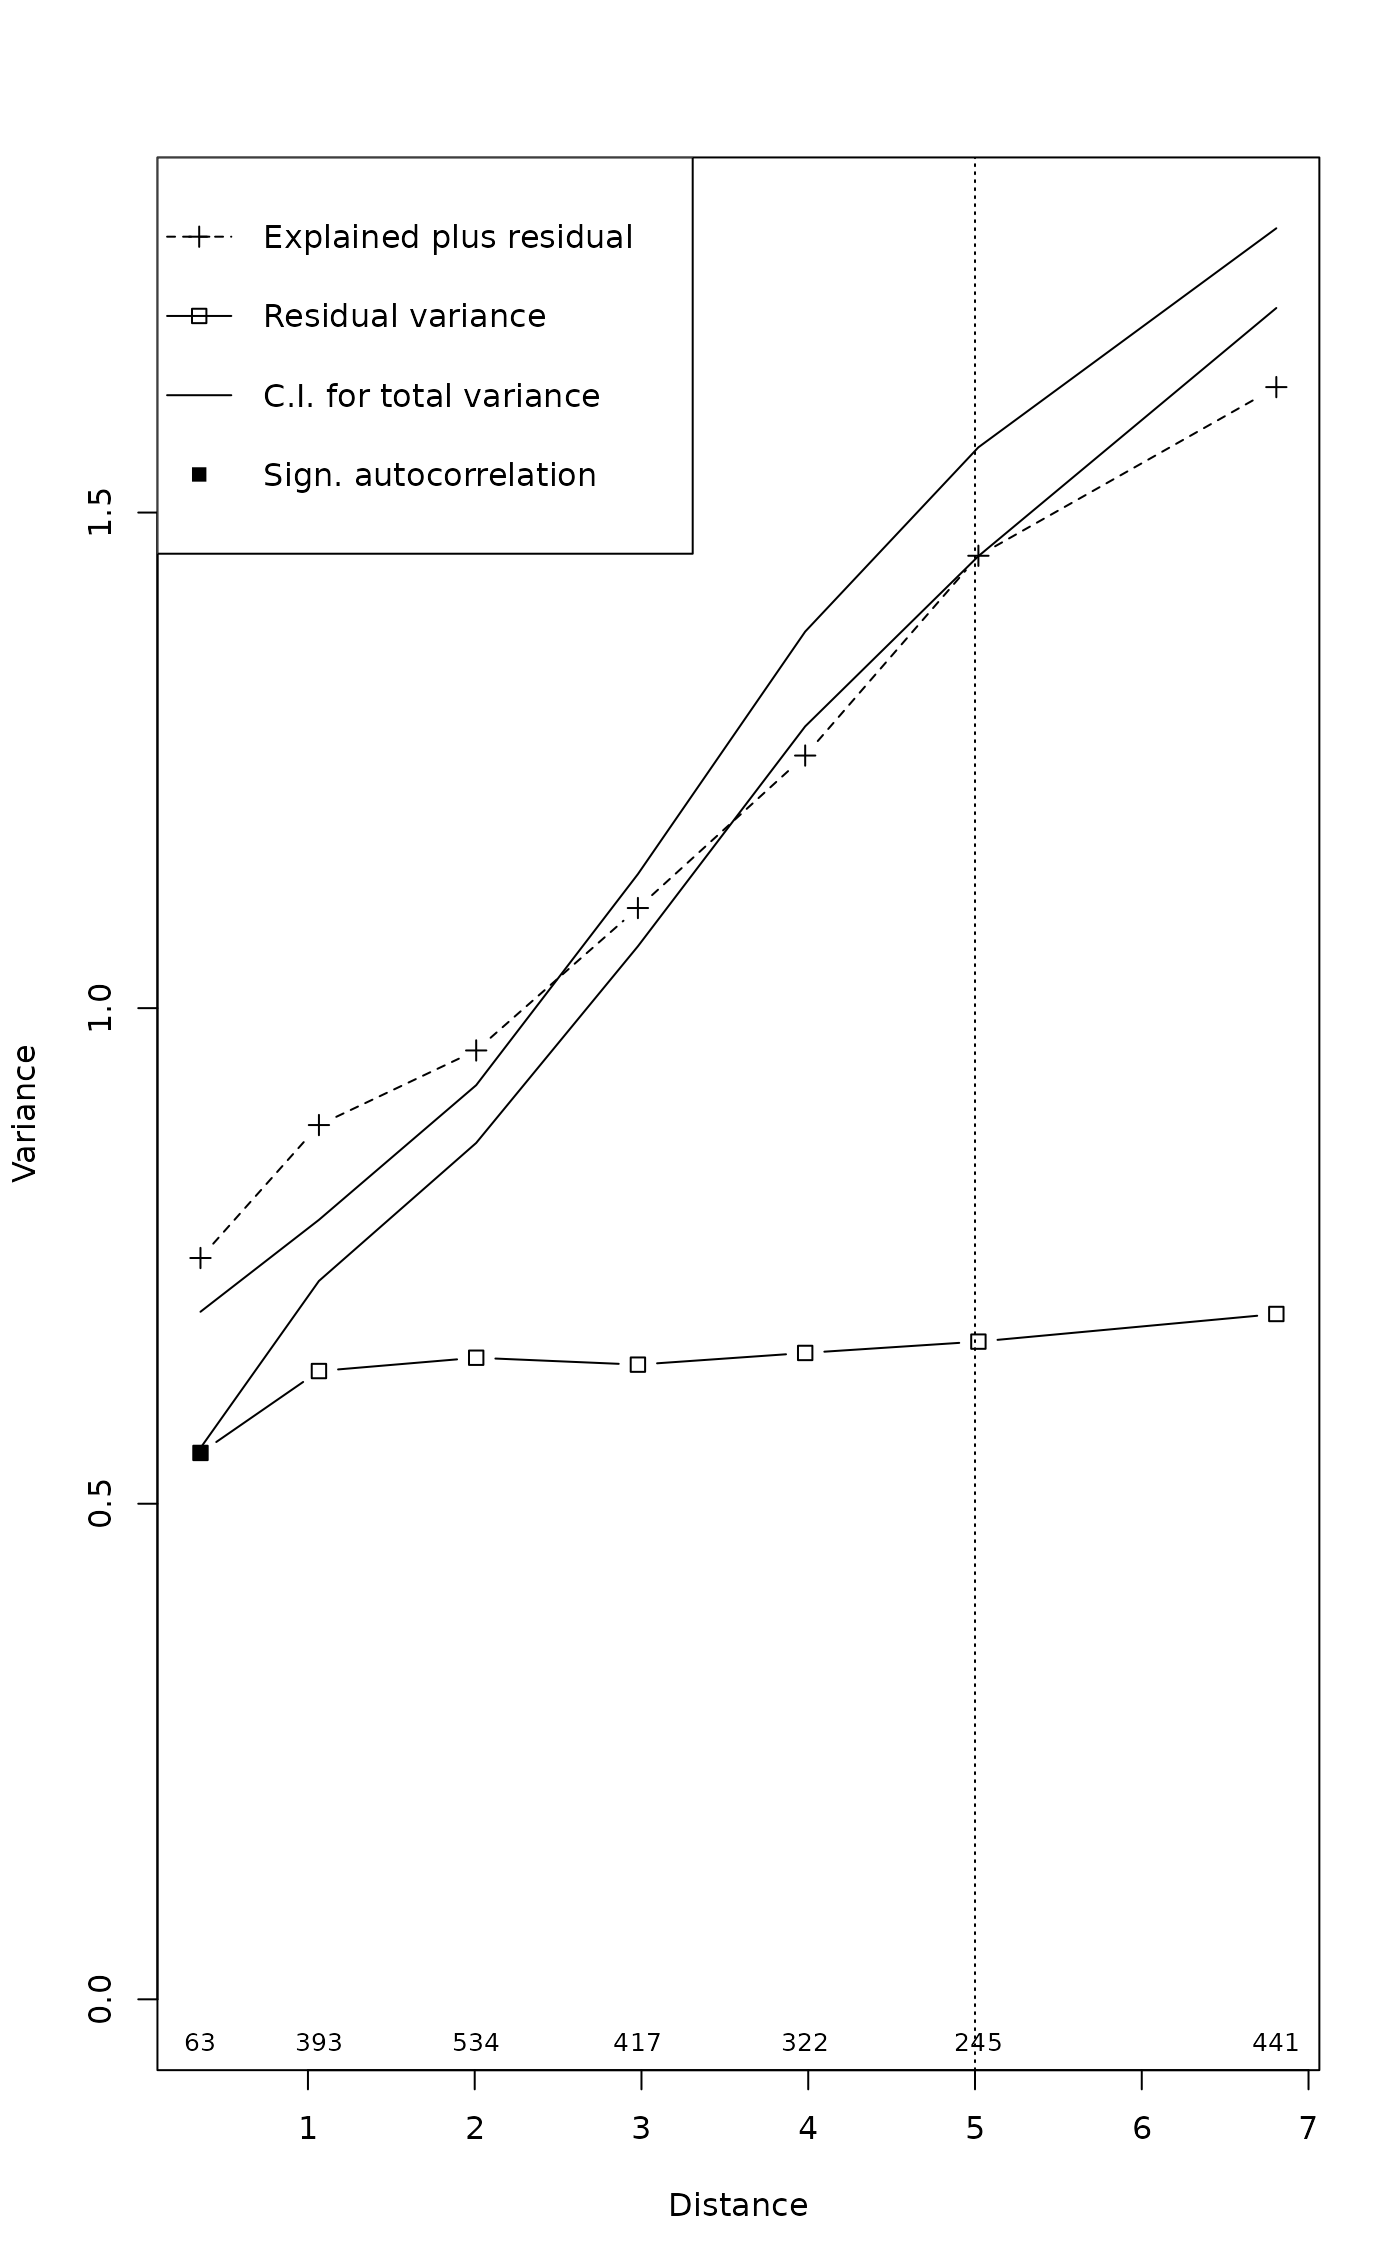 Explained plus residual
Residual variance
C.I. for total variance
Sign. autocorrelation
1.5
1.0
0.5
0.0
Variance
63 393 534 417 322 245 441
1 2 3 4 5 6 7
Distance